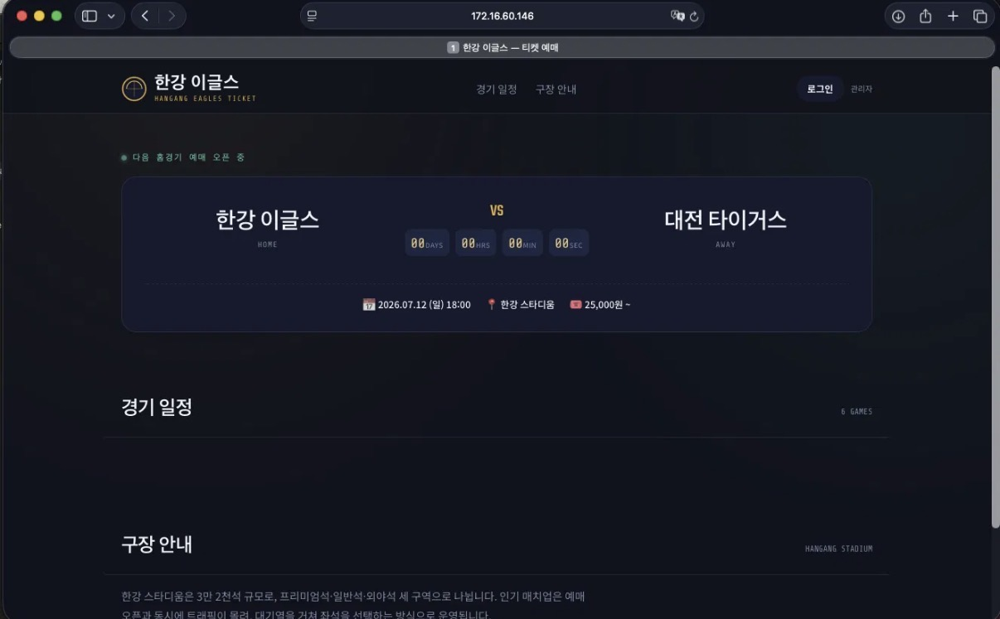 172.16.60.146
1 한강 이글스 — 티켓 예매
한강 이글스
HANGANG EAGLES TICKET
경기 일정 구장 안내
로그인 관리자
다음 홈경기 예매 오픈 중
한강 이글스
HOME
VS
00DAYS 00HRS 00MIN 00SEC
대전 타이거스
AWAY
📅 2026.07.12 (일) 18:00 📍 한강 스타디움 🎟 25,000원 ~
경기 일정
6 GAMES
구장 안내
HANGANG STADIUM
한강 스타디움은 3만 2천석 규모로, 프리미엄석·일반석·외야석 세 구역으로 나뉩니다. 인기 매치업은 예매
오픈과 동시에 트래픽이 몰려, 대기열을 거쳐 좌석을 선택하는 방식으로 운영됩니다.